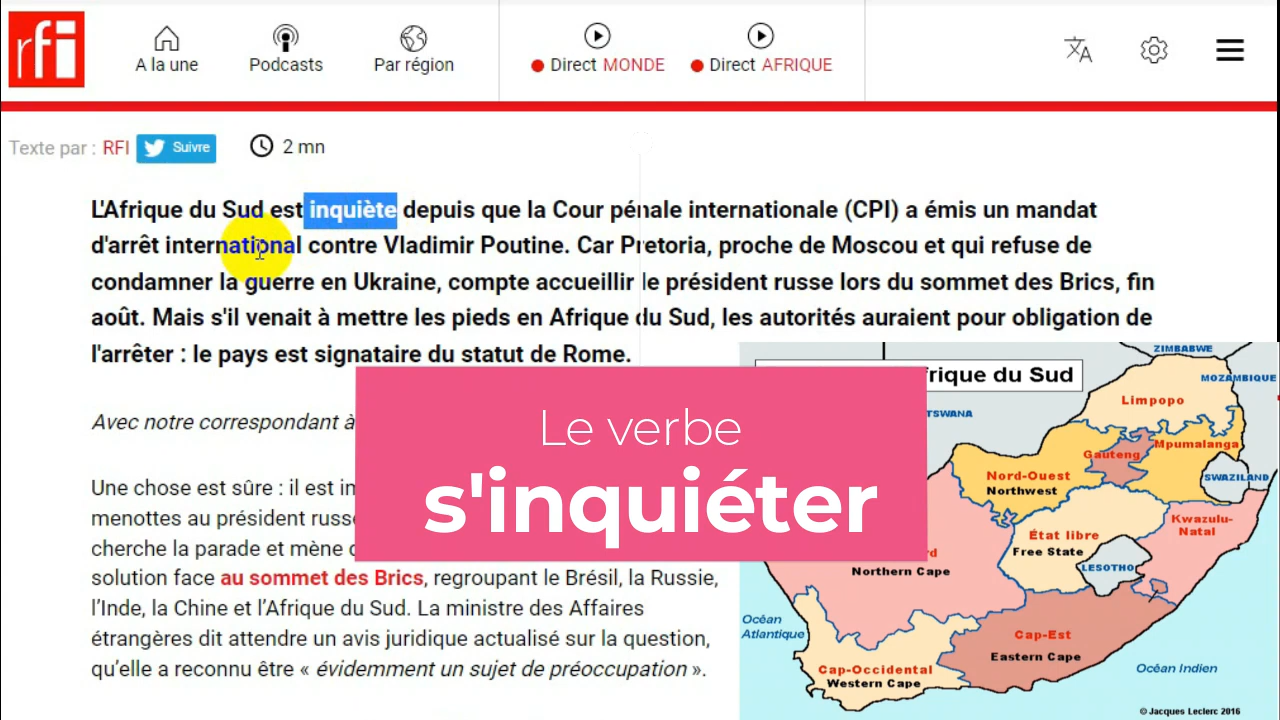 rfi
A la une
Podcasts
Par région
Direct MONDE
Direct AFRIQUE
Texte par : RFI
Suivre
2 mn
L'Afrique du Sud est inquiète depuis que la Cour pénale internationale (CPI) a émis un mandat
d'arrêt international contre Vladimir Poutine. Car Pretoria, proche de Moscou et qui refuse de
condamner la guerre en Ukraine, compte accueillir le président russe lors du sommet des Brics, fin
août. Mais s'il venait à mettre les pieds en Afrique du Sud, les autorités auraient pour obligation de
l'arrêter : le pays est signataire du statut de Rome.
Avec notre correspondant à
Une chose est sûre : il est
menottes au président russe
cherche la parade et mène
solution face au sommet des Brics, regroupant le Brésil, la Russie,
l'Inde, la Chine et l'Afrique du Sud. La ministre des Affaires
étrangères dit attendre un avis juridique actualisé sur la question,
qu'elle a reconnu être « évidemment un sujet de préoccupation ».
Le verbe
s'inquiéter
frique du Sud
ZIMBABWE
MOZAMBIQUE
TSWANA
Limpopo
Mpumalanga
Gauteng
Nord-Ouest
Northwest
SWAZILAND
Kwazulu-
Natal
État libre
Free State
LESOTHO
Northern Cape
Océan
Atlantique
Cap-Est
Eastern Cape
Cap-Occidental
Western Cape
Océan Indien
© Jacques Leclerc 2016